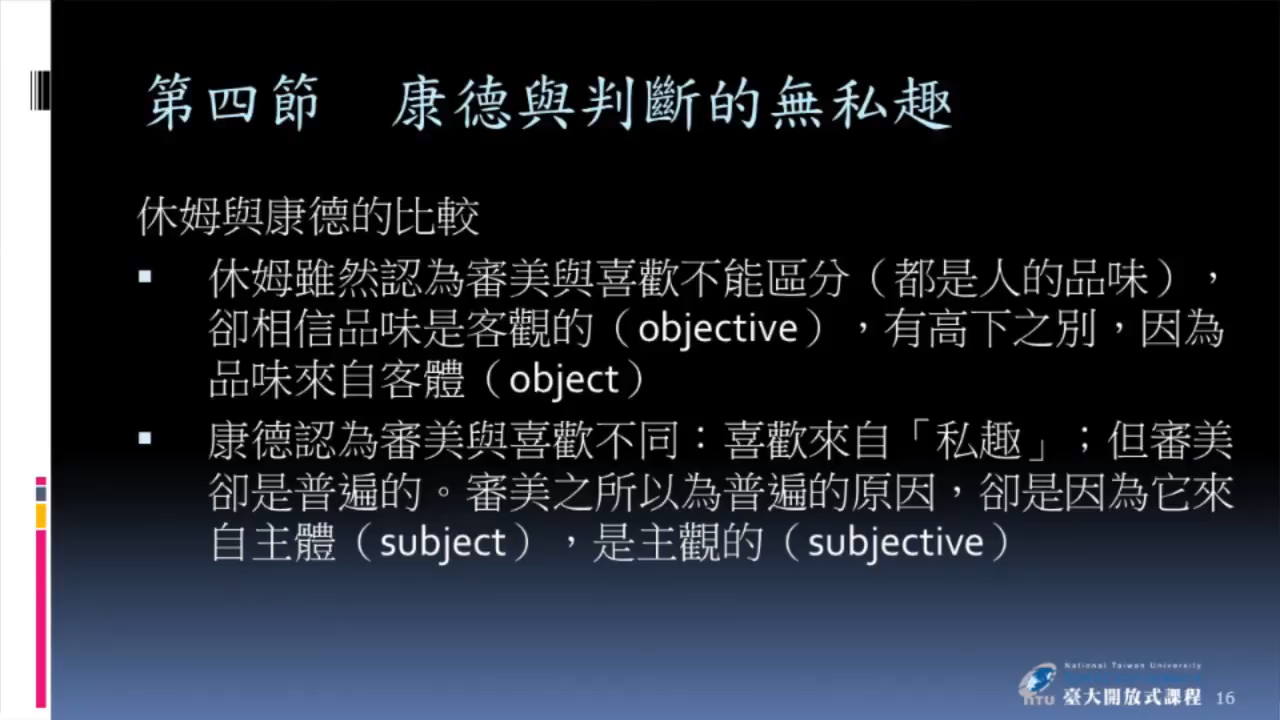 第四節　康德與判斷的無私趣
休姆與康德的比較
▪ 休姆雖然認為審美與喜歡不能區分（都是人的品味），
卻相信品味是客觀的（objective），有高下之別，因為
品味來自客體（object）
▪ 康德認為審美與喜歡不同：喜歡來自「私趣」；但審美
卻是普遍的。審美之所以為普遍的原因，卻是因為它來
自主體（subject），是主觀的（subjective）
National Taiwan University
NTU 臺大開放式課程 16